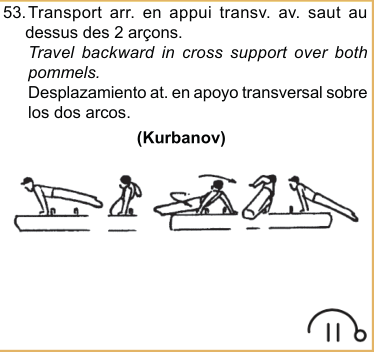 53. Transport arr. en appui transv. av. saut au
dessus des 2 arçons.
Travel backward in cross support over both
pommels.
Desplazamiento at. en apoyo transversal sobre
los dos arcos.
(Kurbanov)